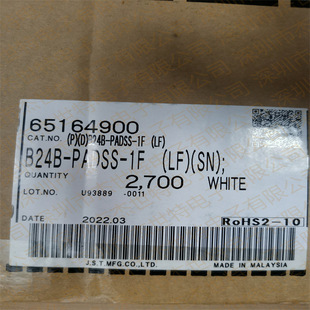 65164900
CAT.NO. (P)(D)B24B-PADSS-1F (LF)
B24B-PADSS-1F (LF)(SN);
QUANTITY 2,700 WHITE
LOT.NO. U93889 -0011
DATE 2022.03 RoHS2-10
J.S.T MFG.CO.,LTD. MADE IN MALAYSIA